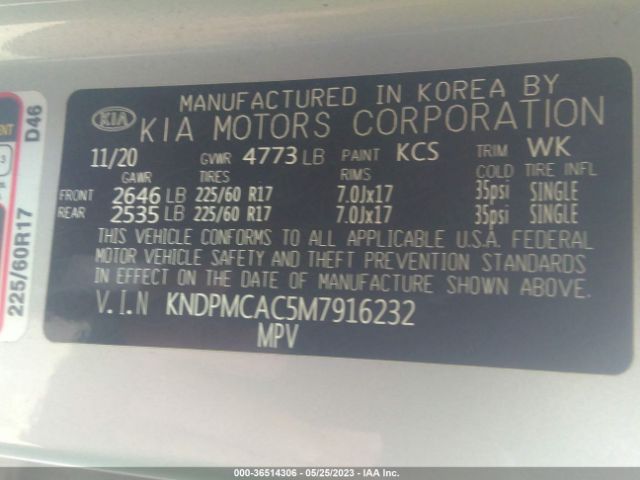 MANUFACTURED IN KOREA BY
KIA KIA MOTORS CORPORATION
11/20 GVWR 4773 LB PAINT KCS TRIM WK
GAWR TIRES RIMS COLD TIRE INFL
FRONT 2646 LB 225/60 R17 7.0Jx17 35psi SINGLE
REAR 2535 LB 225/60 R17 7.0Jx17 35psi SINGLE
THIS VEHICLE CONFORMS TO ALL APPLICABLE U.S.A. FEDERAL
MOTOR VEHICLE SAFETY AND THEFT PREVENTION STANDARDS
IN EFFECT ON THE DATE OF MANUFACTURE SHOWN ABOVE.
V.I.N KNDPMCAC5M7916232
MPV
D46
225/60R17
3
000-36514306 - 05/25/2023 - IAA Inc.